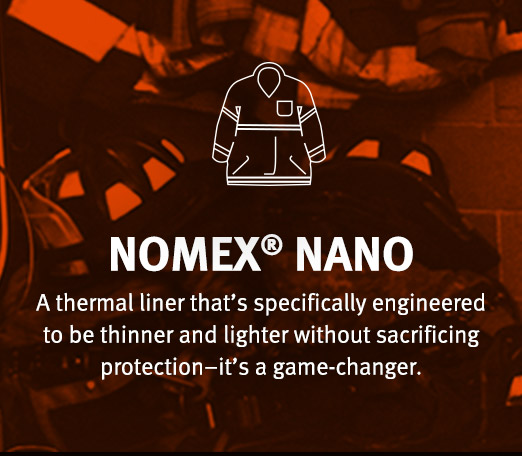 NOMEX® NANO
A thermal liner that's specifically engineered
to be thinner and lighter without sacrificing
protection–it's a game-changer.